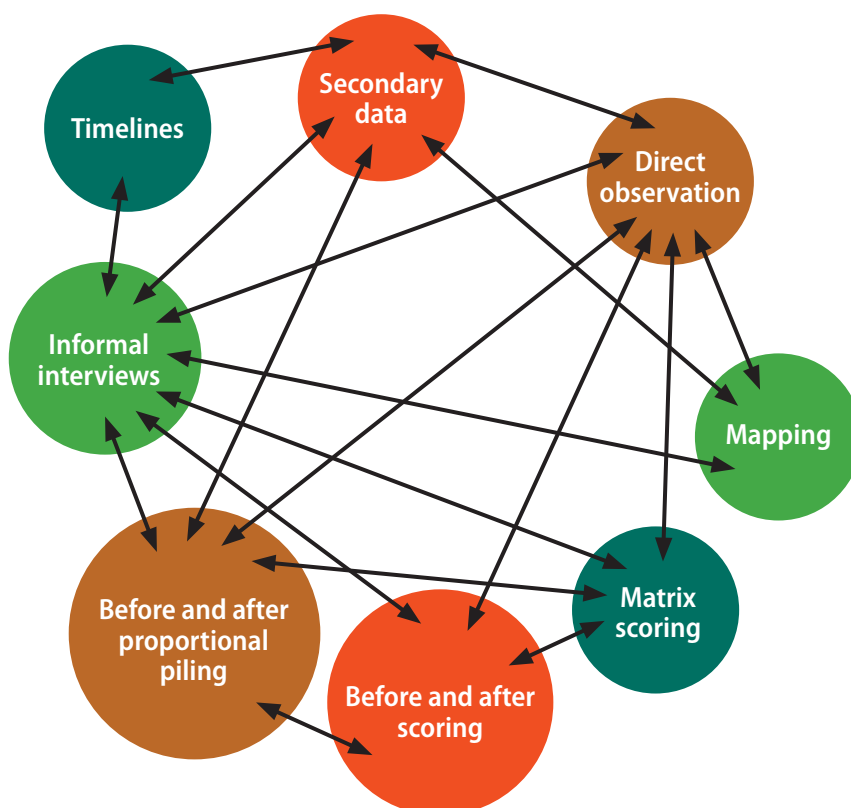 Timelines
Secondary
data
Direct
observation
Informal
interviews
Mapping
Before and after
proportional
piling
Matrix
scoring
Before and after
scoring